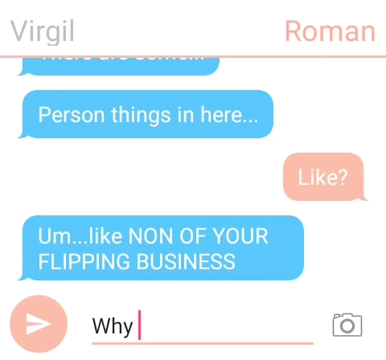 Virgil
Roman
Person things in here...
Like?
Um...like NON OF YOUR
FLIPPING BUSINESS
Why